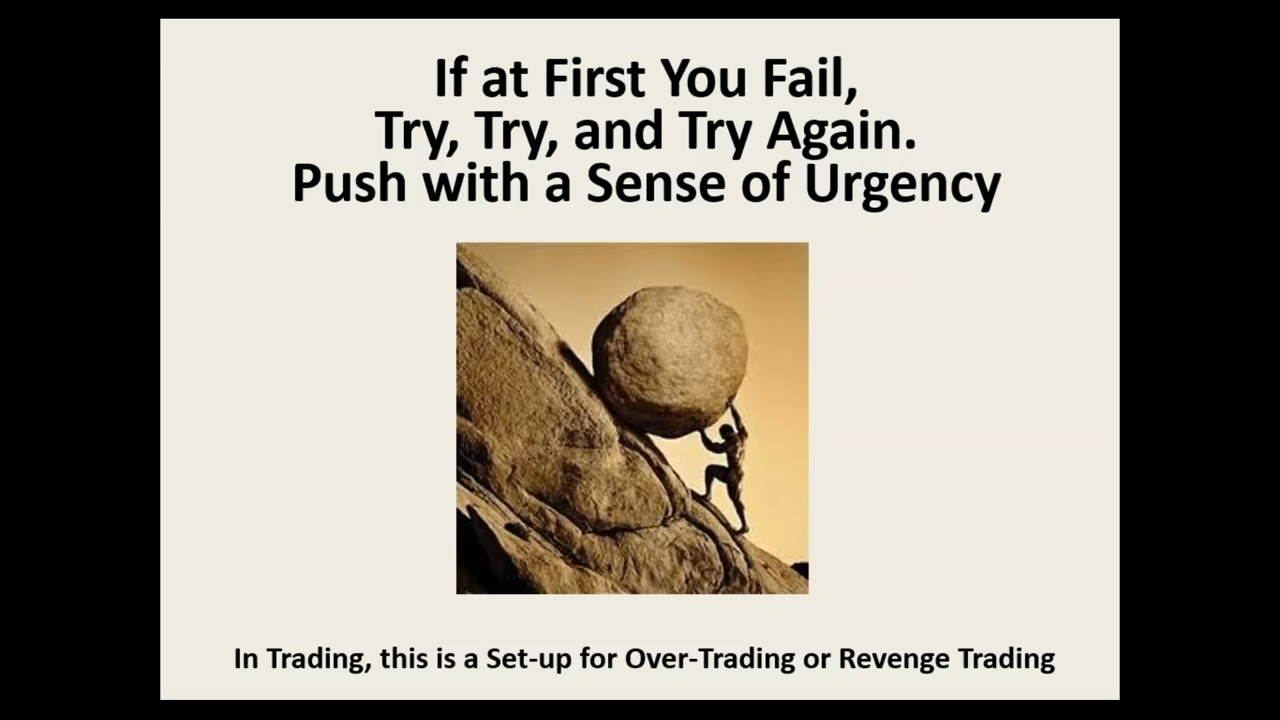 If at First You Fail,
Try, Try, and Try Again.
Push with a Sense of Urgency
In Trading, this is a Set-up for Over-Trading or Revenge Trading